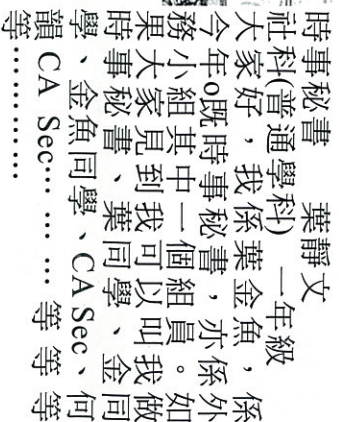 時事秘書　葉靜文
社科(普通學科)　一年級
大家好，我係葉金魚，係
今年o既時事秘書，亦係外
務小組其中一個組員。如
果大家見到我可以叫我做
時事秘書、葉同學、金同
學、金魚同學、CA Sec、何
韻 CA Sec… … 等 等 等
等…………